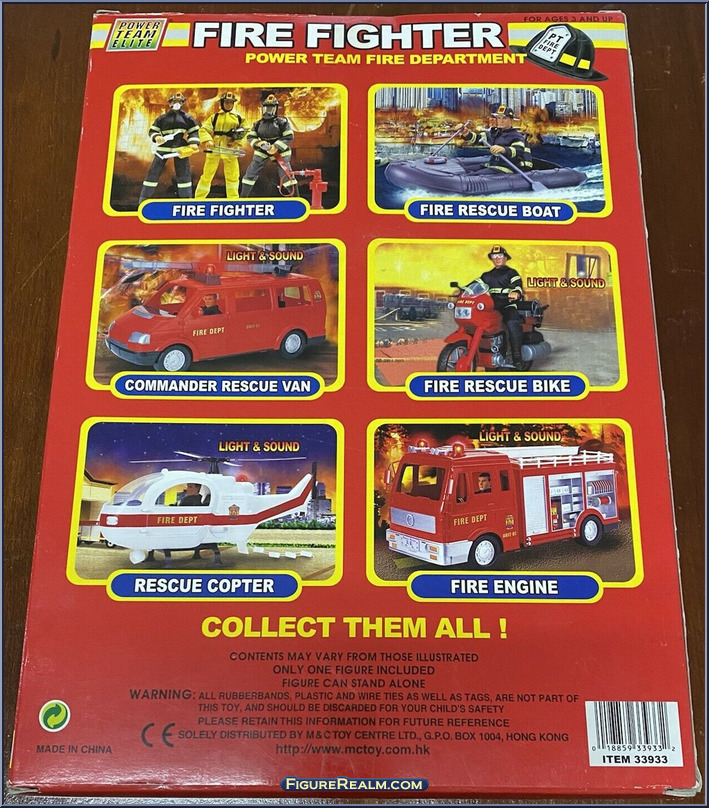 POWER TEAM ELITE
FIRE FIGHTER
FOR AGES 3 AND UP
PT FIRE DEPT
POWER TEAM FIRE DEPARTMENT
FIRE FIGHTER
FIRE RESCUE BOAT
LIGHT & SOUND
FIRE DEPT
COMMANDER RESCUE VAN
LIGHT & SOUND
FIRE DEPT
FIRE RESCUE BIKE
LIGHT & SOUND
FIRE DEPT
RESCUE COPTER
LIGHT & SOUND
FIRE DEPT
FIRE ENGINE
COLLECT THEM ALL !
CONTENTS MAY VARY FROM THOSE ILLUSTRATED
ONLY ONE FIGURE INCLUDED
FIGURE CAN STAND ALONE
WARNING: ALL RUBBERBANDS, PLASTIC AND WIRE TIES AS WELL AS TAGS, ARE NOT PART OF
THIS TOY, AND SHOULD BE DISCARDED FOR YOUR CHILD'S SAFETY
PLEASE RETAIN THIS INFORMATION FOR FUTURE REFERENCE
CE SOLELY DISTRIBUTED BY M&C TOY CENTRE LTD., G.P.O. BOX 1004, HONG KONG
MADE IN CHINA
http://www.mctoy.com.hk
0 18859 33933 2
ITEM 33933
FIGUREREALM.COM